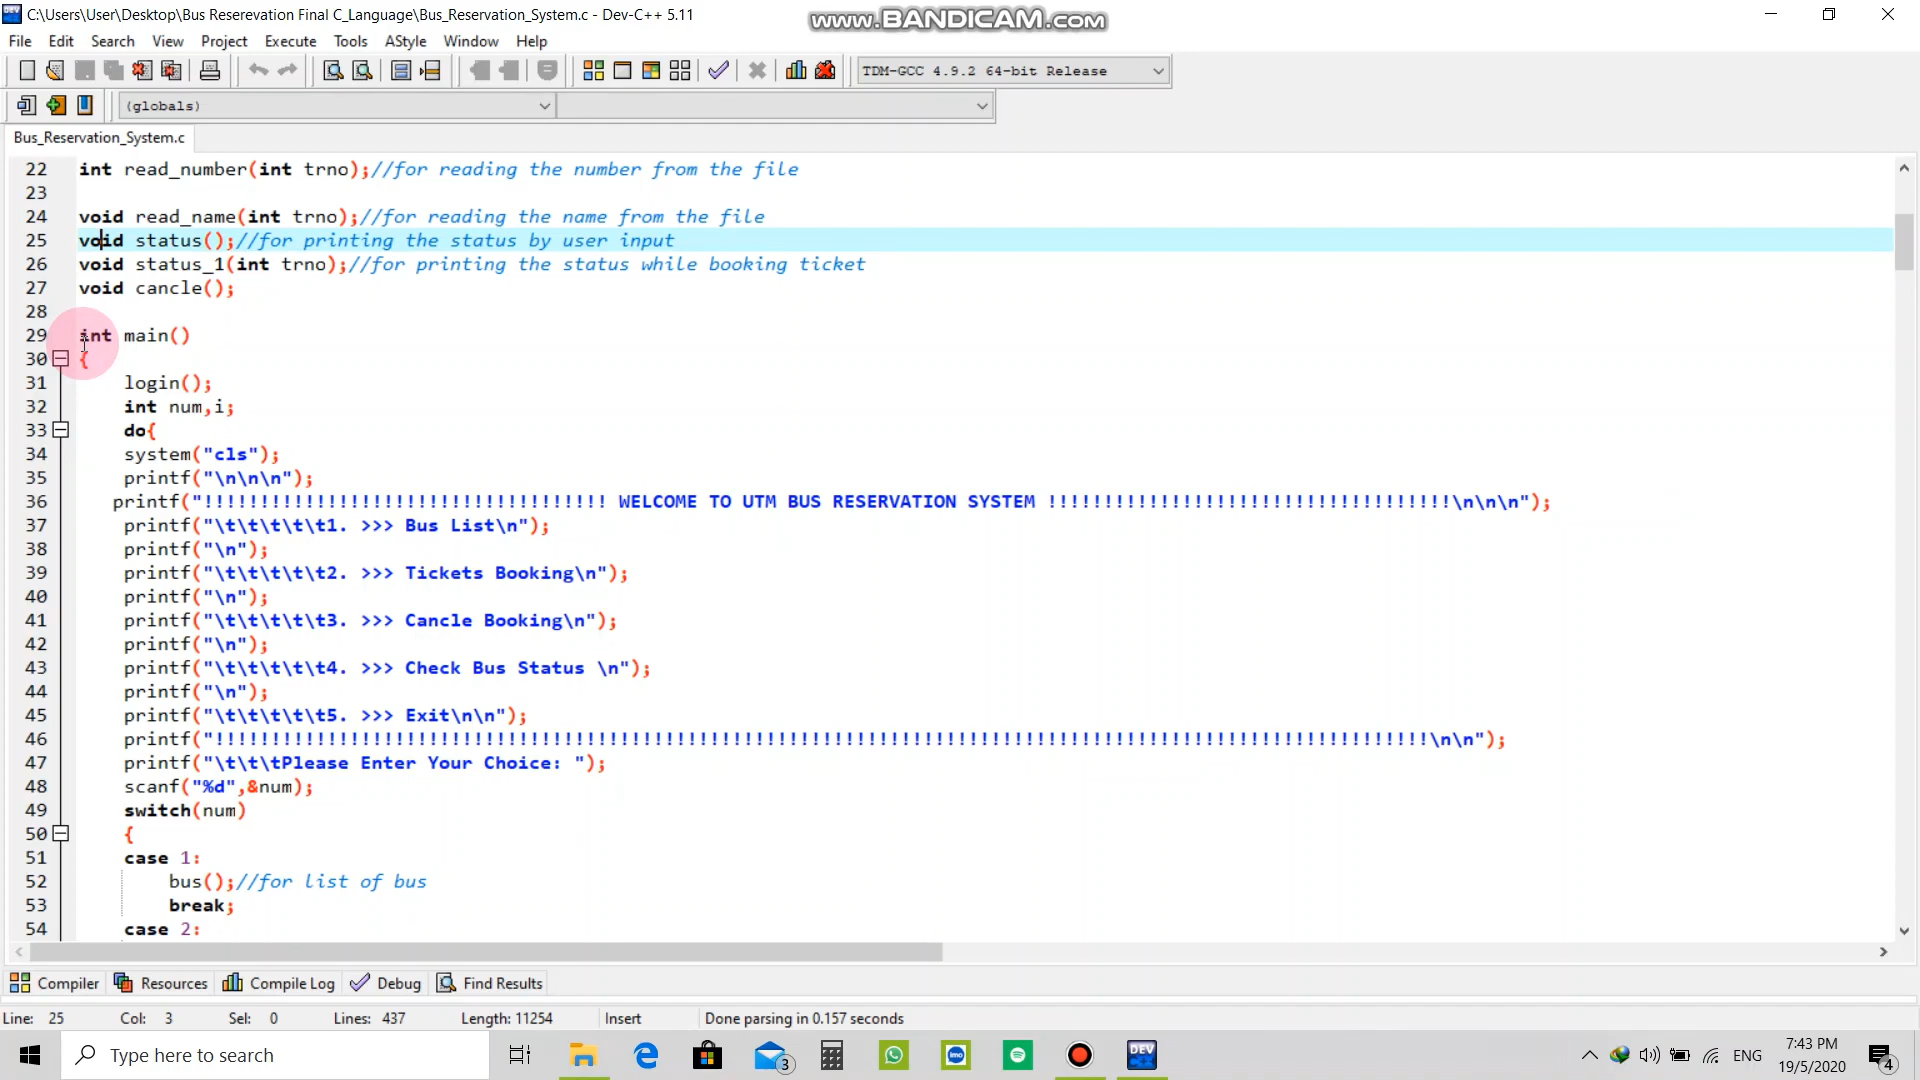 C:\Users\User\Desktop\Bus Reserevation Final C_Language\Bus_Reservation_System.c - Dev-C++ 5.11
www.BANDICAM.com
File Edit Search View Project Execute Tools AStyle Window Help
TDM-GCC 4.9.2 64-bit Release
(globals)
Bus_Reservation_System.c
22 int read_number(int trno);//for reading the number from the file
23
24 void read_name(int trno);//for reading the name from the file
25 void status();//for printing the status by user input
26 void status_1(int trno);//for printing the status while booking ticket
27 void cancle();
28
29 int main()
30 {
31 login();
32 int num,i;
33 do{
34 system("cls");
35 printf("\n\n\n");
36 printf("!!!!!!!!!!!!!!!!!!!!!!!!!!!!!!!!!!!! WELCOME TO UTM BUS RESERVATION SYSTEM !!!!!!!!!!!!!!!!!!!!!!!!!!!!!!!!!!!!\n\n\n");
37 printf("\t\t\t\t\t1. >>> Bus List\n");
38 printf("\n");
39 printf("\t\t\t\t\t2. >>> Tickets Booking\n");
40 printf("\n");
41 printf("\t\t\t\t\t3. >>> Cancle Booking\n");
42 printf("\n");
43 printf("\t\t\t\t\t4. >>> Check Bus Status \n");
44 printf("\n");
45 printf("\t\t\t\t\t5. >>> Exit\n\n");
46 printf("!!!!!!!!!!!!!!!!!!!!!!!!!!!!!!!!!!!!!!!!!!!!!!!!!!!!!!!!!!!!!!!!!!!!!!!!!!!!!!!!!!!!!!!!!!!!!!!!!!!!!!!!!!!!\n\n");
47 printf("\t\t\tPlease Enter Your Choice: ");
48 scanf("%d",&num);
49 switch(num)
50 {
51 case 1:
52 bus();//for list of bus
53 break;
54 case 2:
Compiler Resources Compile Log Debug Find Results
Line: 25 Col: 3 Sel: 0 Lines: 437 Length: 11254 Insert Done parsing in 0.157 seconds
Type here to search
3
imo
DEV
ENG
7:43 PM
19/5/2020
4